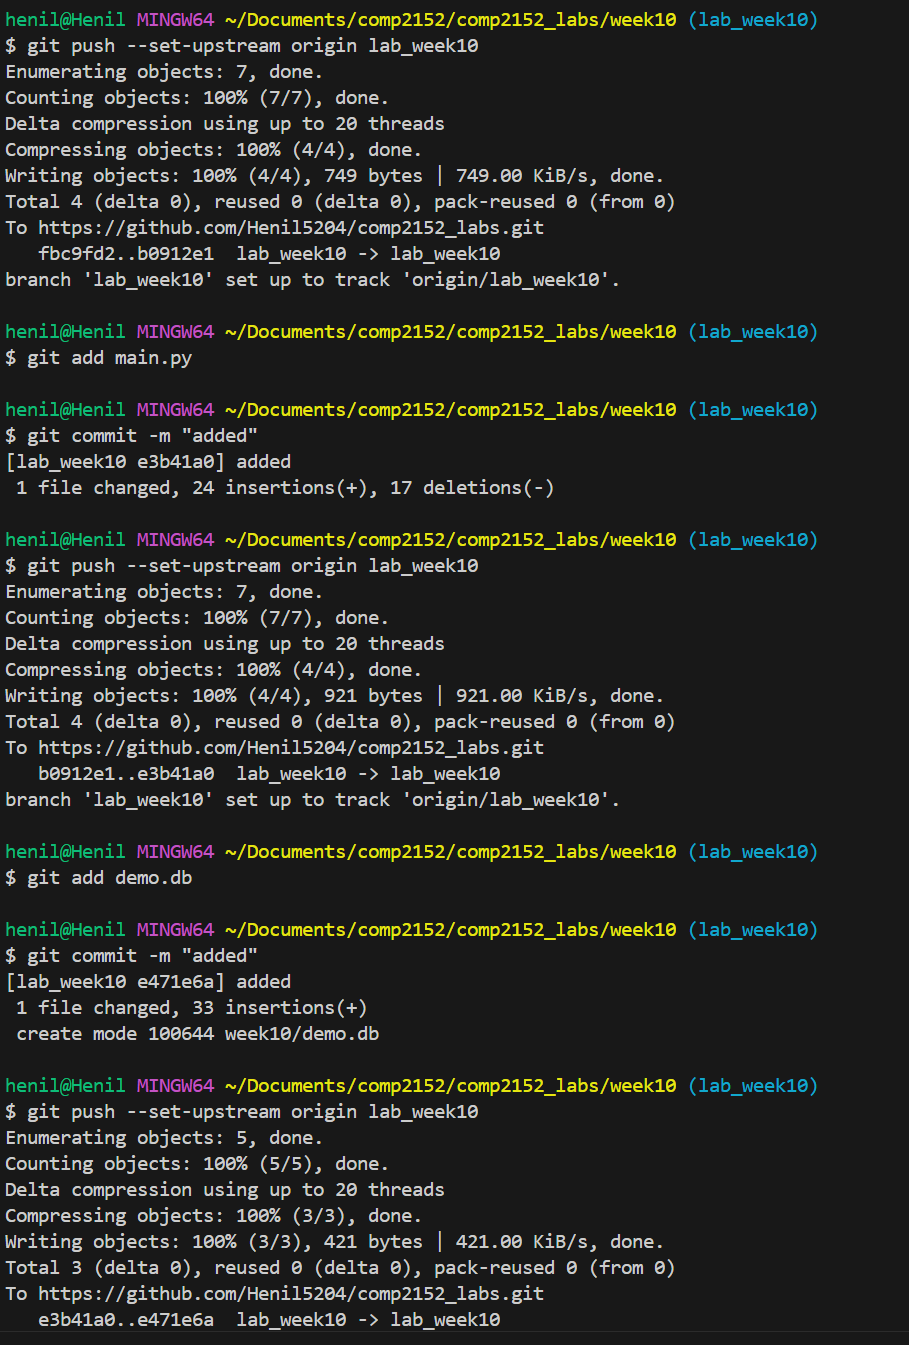 henil@Henil MINGW64 ~/Documents/comp2152/comp2152_labs/week10 (lab_week10)
$ git push --set-upstream origin lab_week10
Enumerating objects: 7, done.
Counting objects: 100% (7/7), done.
Delta compression using up to 20 threads
Compressing objects: 100% (4/4), done.
Writing objects: 100% (4/4), 749 bytes | 749.00 KiB/s, done.
Total 4 (delta 0), reused 0 (delta 0), pack-reused 0 (from 0)
To https://github.com/Henil5204/comp2152_labs.git
   fbc9fd2..b0912e1  lab_week10 -> lab_week10
branch 'lab_week10' set up to track 'origin/lab_week10'.

henil@Henil MINGW64 ~/Documents/comp2152/comp2152_labs/week10 (lab_week10)
$ git add main.py

henil@Henil MINGW64 ~/Documents/comp2152/comp2152_labs/week10 (lab_week10)
$ git commit -m "added"
[lab_week10 e3b41a0] added
 1 file changed, 24 insertions(+), 17 deletions(-)

henil@Henil MINGW64 ~/Documents/comp2152/comp2152_labs/week10 (lab_week10)
$ git push --set-upstream origin lab_week10
Enumerating objects: 7, done.
Counting objects: 100% (7/7), done.
Delta compression using up to 20 threads
Compressing objects: 100% (4/4), done.
Writing objects: 100% (4/4), 921 bytes | 921.00 KiB/s, done.
Total 4 (delta 0), reused 0 (delta 0), pack-reused 0 (from 0)
To https://github.com/Henil5204/comp2152_labs.git
   b0912e1..e3b41a0  lab_week10 -> lab_week10
branch 'lab_week10' set up to track 'origin/lab_week10'.

henil@Henil MINGW64 ~/Documents/comp2152/comp2152_labs/week10 (lab_week10)
$ git add demo.db

henil@Henil MINGW64 ~/Documents/comp2152/comp2152_labs/week10 (lab_week10)
$ git commit -m "added"
[lab_week10 e471e6a] added
 1 file changed, 33 insertions(+)
 create mode 100644 week10/demo.db

henil@Henil MINGW64 ~/Documents/comp2152/comp2152_labs/week10 (lab_week10)
$ git push --set-upstream origin lab_week10
Enumerating objects: 5, done.
Counting objects: 100% (5/5), done.
Delta compression using up to 20 threads
Compressing objects: 100% (3/3), done.
Writing objects: 100% (3/3), 421 bytes | 421.00 KiB/s, done.
Total 3 (delta 0), reused 0 (delta 0), pack-reused 0 (from 0)
To https://github.com/Henil5204/comp2152_labs.git
   e3b41a0..e471e6a  lab_week10 -> lab_week10